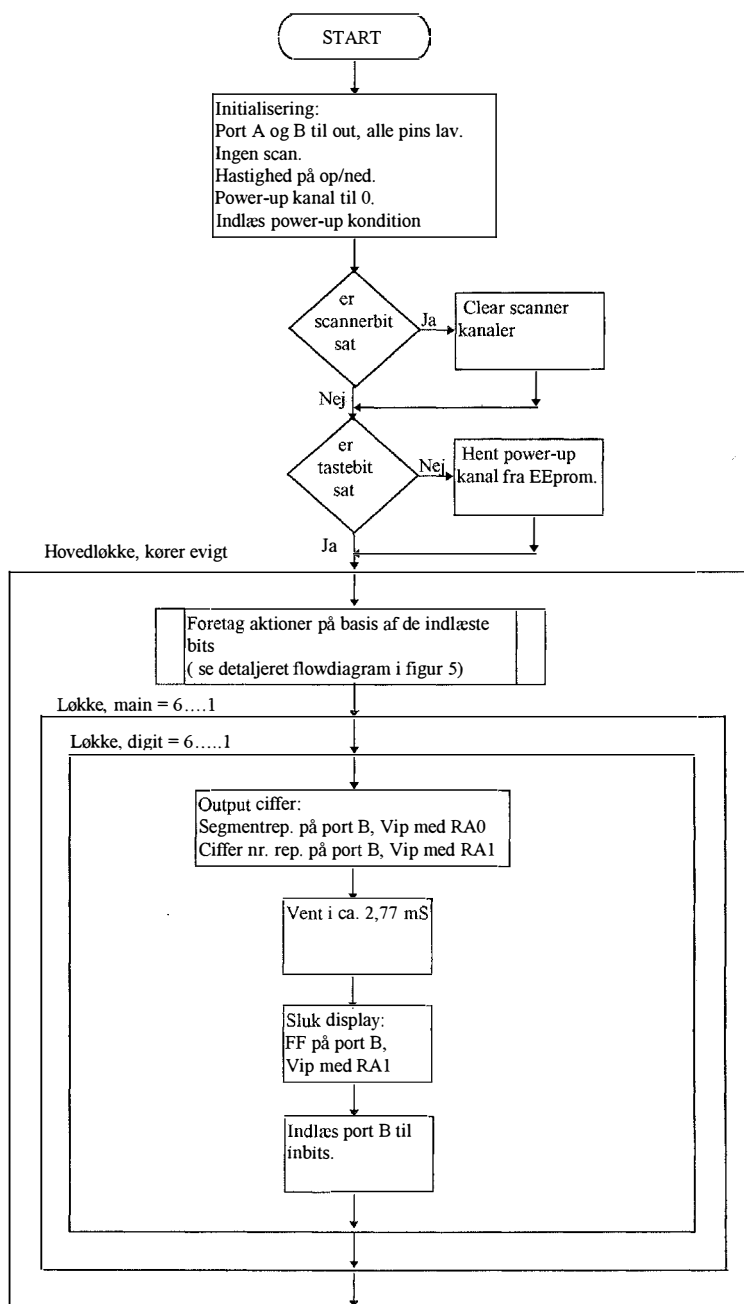 START
Initialisering:
Port A og B til out, alle pins lav.
Ingen scan.
Hastighed på op/ned.
Power-up kanal til 0.
Indlæs power-up kondition
er
scannerbit
sat
Ja
Clear scanner
kanaler
Nej
er
tastebit
sat
Nej
Hent power-up
kanal fra EEprom.
Ja
Hovedløkke, kører evigt
Foretag aktioner på basis af de indlæste
bits
( se detaljeret flowdiagram i figur 5)
Løkke, main = 6....1
Løkke, digit = 6.....1
Output ciffer:
Segmentrep. på port B, Vip med RA0
Ciffer nr. rep. på port B, Vip med RA1
Vent i ca. 2,77 mS
Sluk display:
FF på port B,
Vip med RA1
Indlæs port B til
inbits.